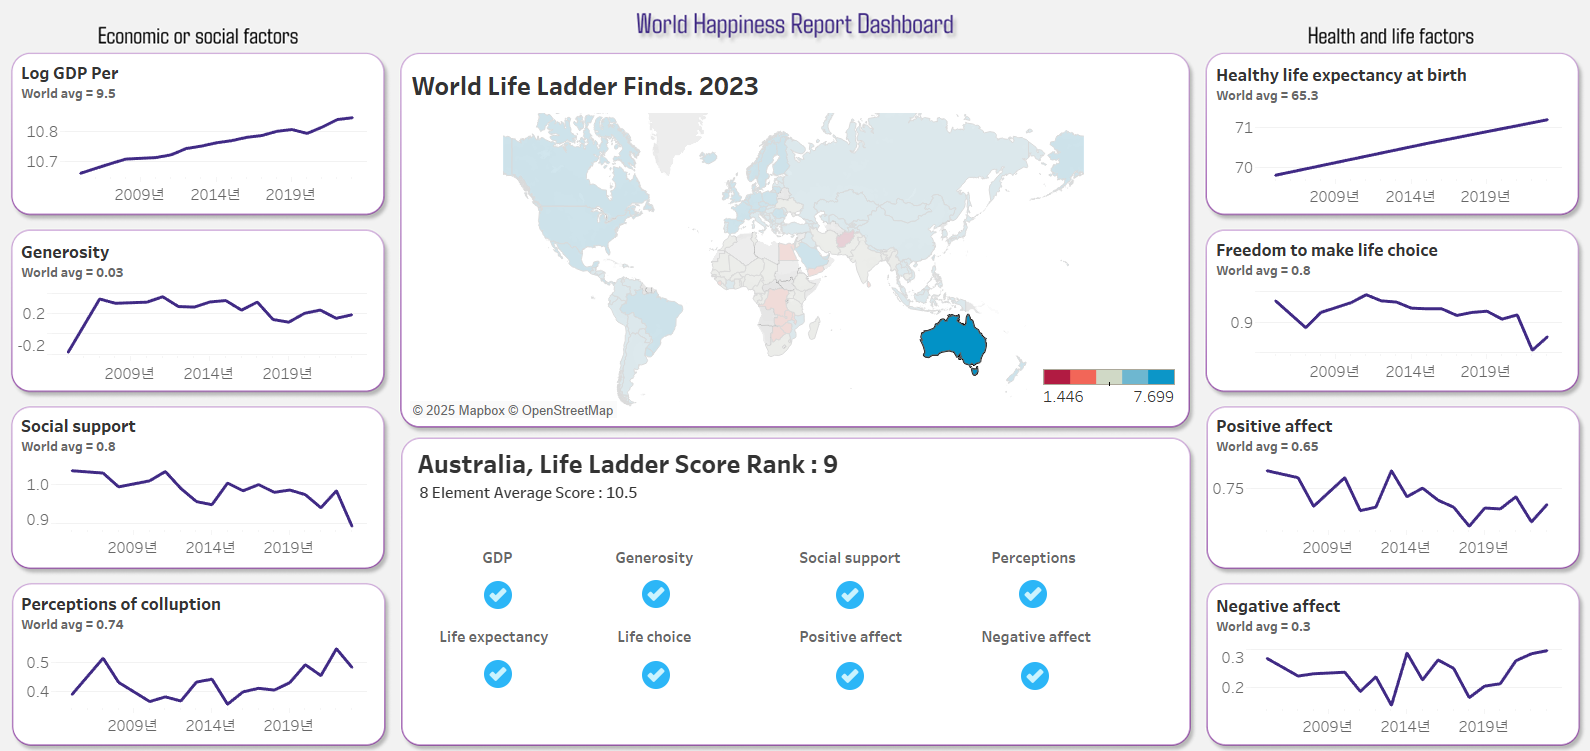 World Happiness Report Dashboard
Economic or social factors
Log GDP Per
World avg = 9.5
10.8
10.7
2009년 2014년 2019년
Generosity
World avg = 0.03
0.2
-0.2
2009년 2014년 2019년
Social support
World avg = 0.8
1.0
0.9
2009년 2014년 2019년
Perceptions of colluption
World avg = 0.74
0.5
0.4
2009년 2014년 2019년
World Life Ladder Finds. 2023
1.446 7.699
© 2025 Mapbox © OpenStreetMap
Australia, Life Ladder Score Rank : 9
8 Element Average Score : 10.5
GDP Generosity Social support Perceptions
Life expectancy Life choice Positive affect Negative affect
Health and life factors
Healthy life expectancy at birth
World avg = 65.3
71
70
2009년 2014년 2019년
Freedom to make life choice
World avg = 0.8
0.9
2009년 2014년 2019년
Positive affect
World avg = 0.65
0.75
2009년 2014년 2019년
Negative affect
World avg = 0.3
0.3
0.2
2009년 2014년 2019년